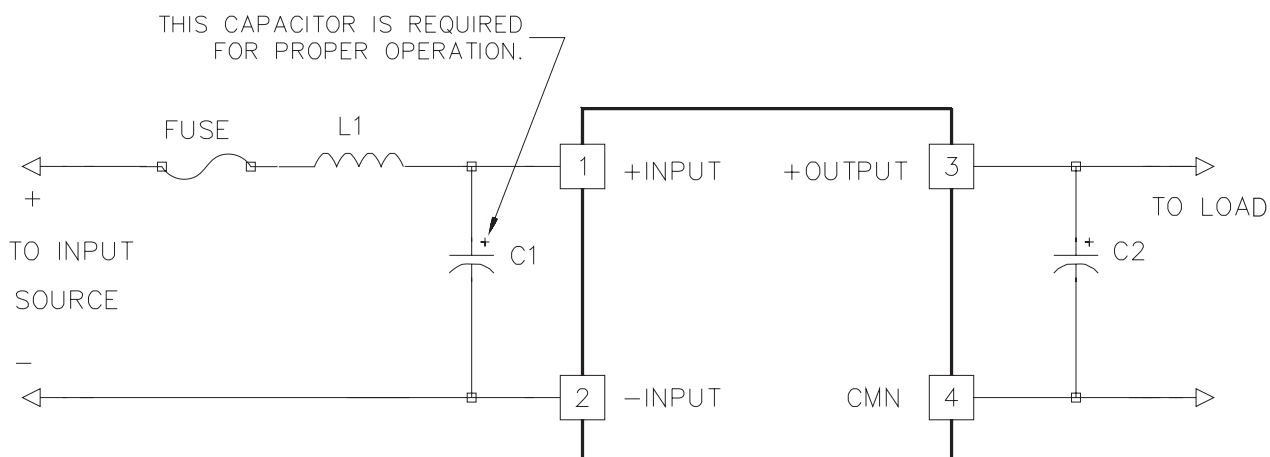 THIS CAPACITOR IS REQUIRED
FOR PROPER OPERATION.
FUSE
L1
1
+INPUT
+OUTPUT
3
+
TO LOAD
TO INPUT
+
C1
+
C2
SOURCE
−
2
−INPUT
CMN
4